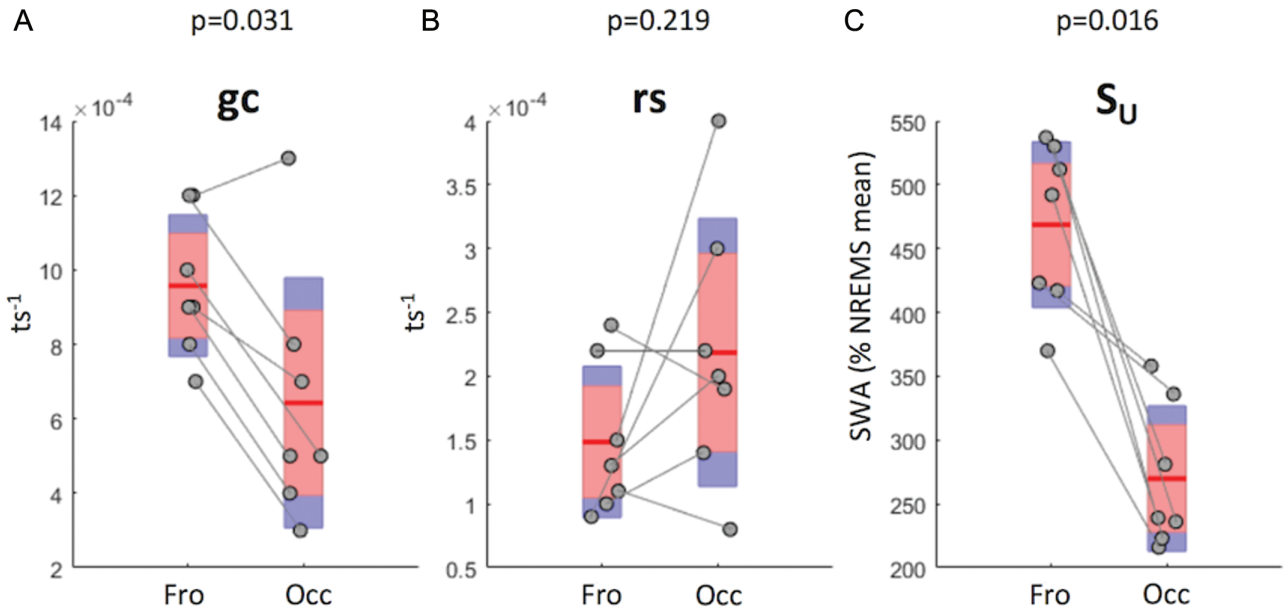 A p=0.031 B p=0.219 C p=0.016
gc rs S_U
× 10⁻⁴ × 10⁻⁴
ts⁻¹
14
12
10
8
6
4
2
Fro Occ
ts⁻¹
4
3.5
3
2.5
2
1.5
1
0.5
Fro Occ
SWA (% NREMS mean)
550
500
450
400
350
300
250
200
Fro Occ